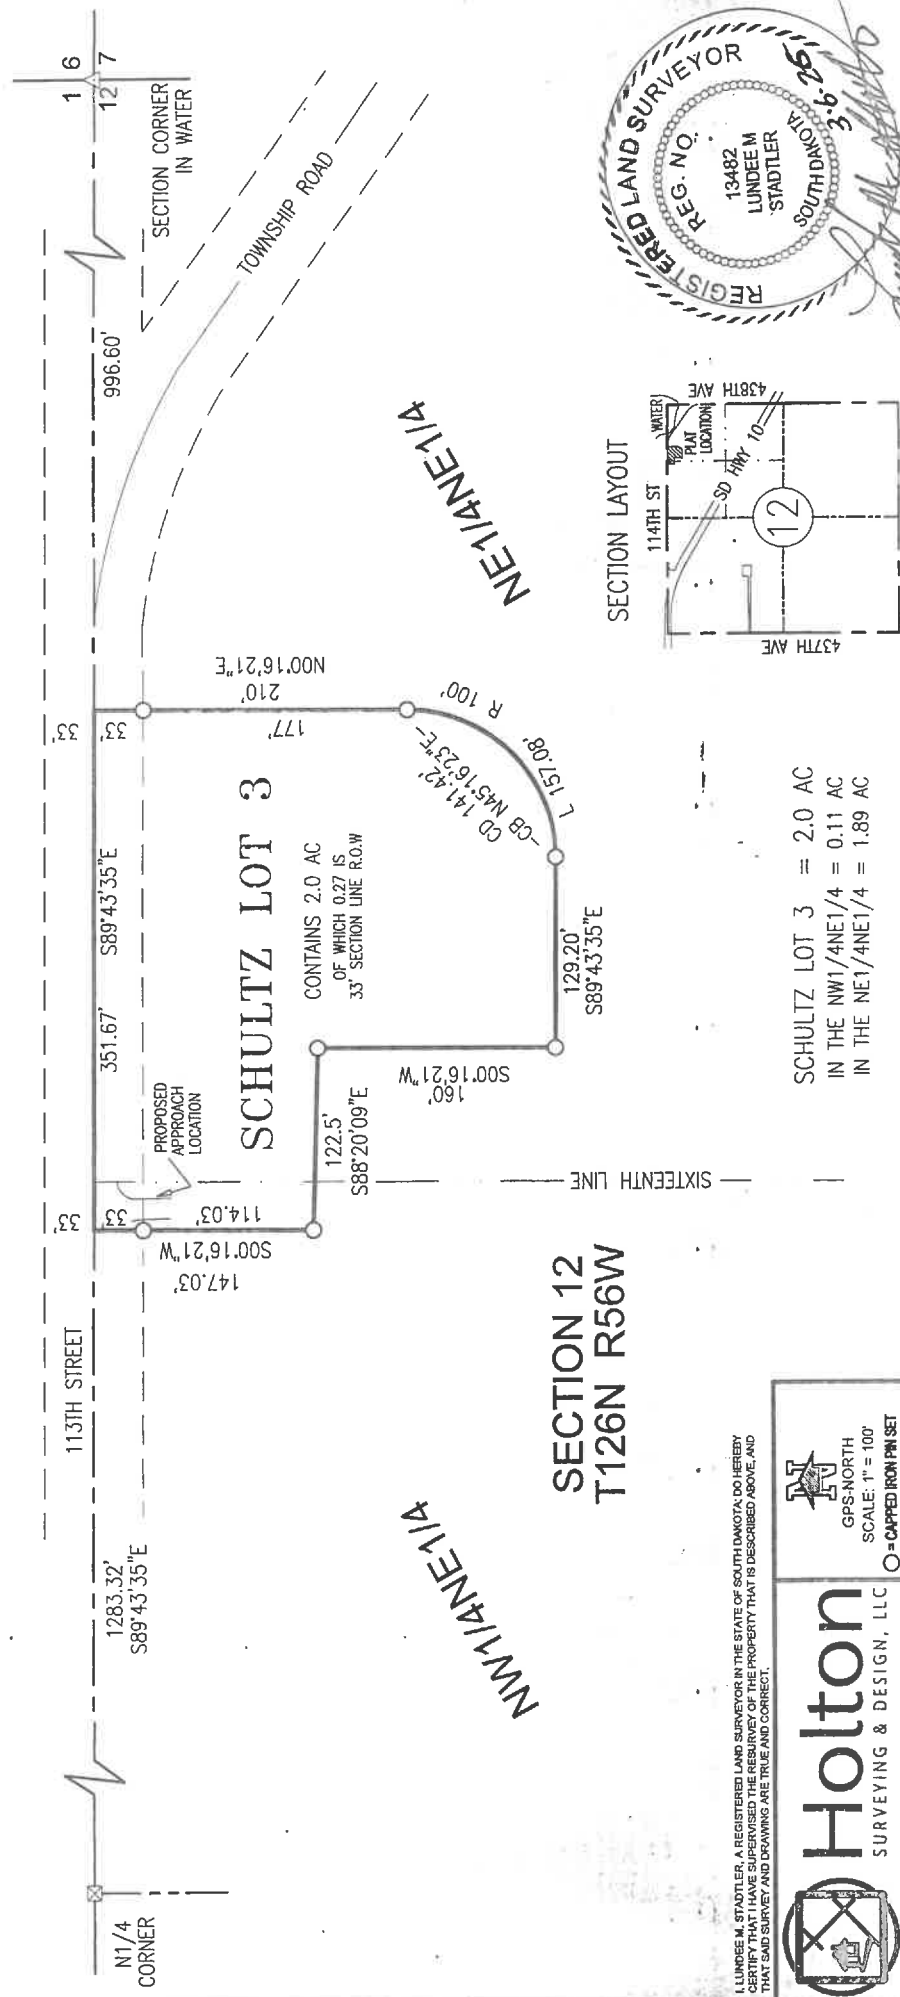 1
6
12
7
SECTION CORNER
IN WATER
TOWNSHIP ROAD
996.60'
NE1/4NE1/4
33'
33'
N00°16'21"E
210'
177'
R 100'
L 157.08'
CD 141.42'
CB N45°16'23"E
S89°43'35"E
351.67'
SCHULTZ LOT 3
CONTAINS 2.0 AC
OF WHICH 0.27 IS
33' SECTION LINE R.O.W
129.20'
S89°43'35"E
S00°16'21"W
160'
122.5'
S88°20'09"E
PROPOSED
APPROACH
LOCATION
SIXTEENTH LINE
33'
33'
114.03'
S00°16'21"W
147.03'
113TH STREET
1283.32'
S89°43'35"E
N1/4
CORNER
NW1/4NE1/4
SECTION 12
T126N R56W
SCHULTZ LOT 3 = 2.0 AC
IN THE NW1/4NE1/4 = 0.11 AC
IN THE NE1/4NE1/4 = 1.89 AC
SECTION LAYOUT
114TH ST
WATER
PLAT
LOCATION
SD HWY 10
438TH AVE
437TH AVE
12
REGISTERED LAND SURVEYOR
REG. NO.
13482
LUNDEE M
STADTLER
SOUTH DAKOTA
3-6-25
I, LUNDEE M. STADTLER, A REGISTERED LAND SURVEYOR IN THE STATE OF SOUTH DAKOTA, DO HEREBY
CERTIFY THAT I HAVE SUPERVISED THE RESURVEY OF THE PROPERTY THAT IS DESCRIBED ABOVE, AND
THAT SAID SURVEY AND DRAWING ARE TRUE AND CORRECT.
Holton
SURVEYING & DESIGN, LLC
N
GPS-NORTH
SCALE: 1" = 100'
O = CAPPED IRON PIN SET